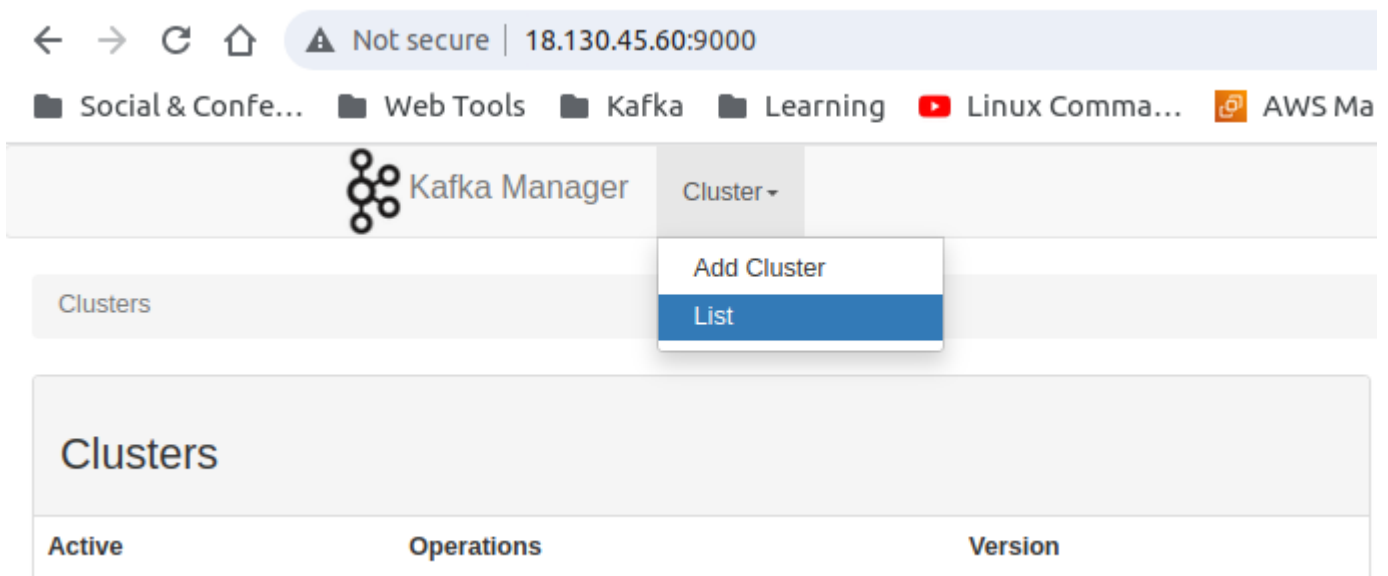 Not secure 18.130.45.60:9000
Social & Confe... Web Tools Kafka Learning Linux Comma... AWS Ma
Kafka Manager Cluster
Add Cluster
Clusters
List
Clusters
Active Operations Version